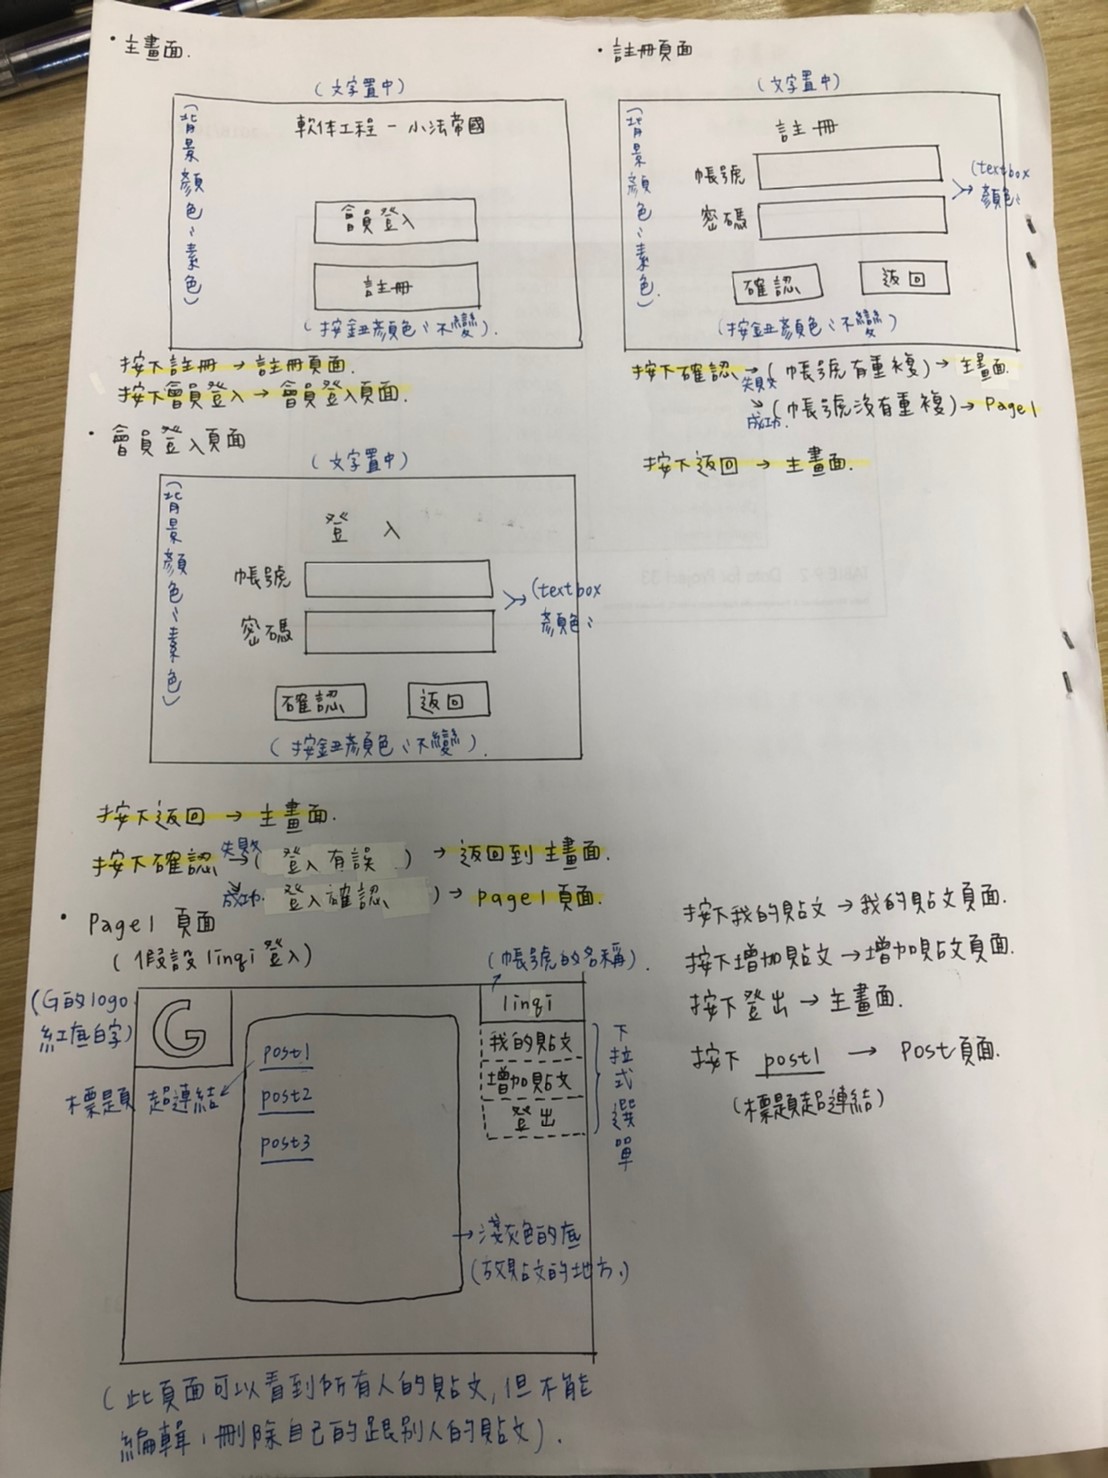 ・主畫面.
(文字置中)
軟体工程-小法帝國
(背景顏色:素色)
會員登入
註冊
(按鈕顏色:不變).
按下註冊→註冊頁面.
按下會員登入→會員登入頁面.
・註冊頁面
(文字置中)
註冊
(背景顏色:素色).
帳號
密碼
(textbox
顏色:
確認 返回
(按鈕顏色:不變)
按下確認→(帳號有重複)→主畫面.
失敗
(帳號沒有重複)→Page1
成功.
按下返回→主畫面.
・會員登入頁面
(文字置中)
登 入
(背景顏色:素色)
帳號
密碼
(textbox
顏色:
確認 返回
(按鈕顏色:不變).
按下返回→主畫面.
失敗
按下確認→(登入有誤)→返回到主畫面.
成功. 登入確認)→page1頁面.
・Page1 頁面
(假設linqi登入)
(帳號的名稱).
(G的logo
紅底白字)
G
linqi
我的貼文
增加貼文
登出
下拉式選單
post1
標題 超連結
post2
post3
→淺灰色的底
(放貼文的地方.)
(此頁面可以看到所有人的貼文,但不能
編輯、刪除自己的跟別人的貼文).
按下我的貼文→我的貼文頁面.
按下增加貼文→增加貼文頁面.
按下登出→主畫面.
按下 post1 → Post頁面.
(標題超連結)